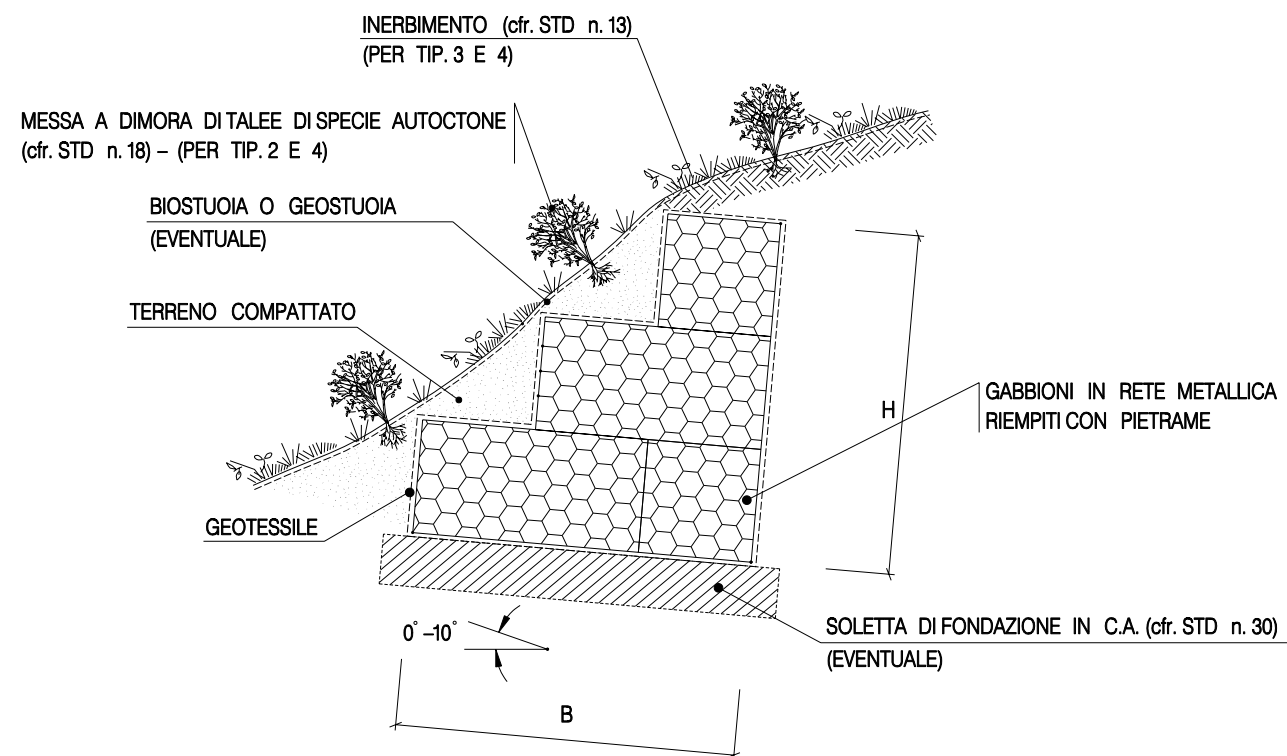 INERBIMENTO (cfr. STD n. 13)
(PER TIP. 3 E 4)
MESSA A DIMORA DI TALEE DI SPECIE AUTOCTONE
(cfr. STD n. 18) – (PER TIP. 2 E 4)
BIOSTUOIA O GEOSTUOIA
(EVENTUALE)
TERRENO COMPATTATO
GABBIONI IN RETE METALLICA
RIEMPITI CON PIETRAME
H
GEOTESSILE
SOLETTA DI FONDAZIONE IN C.A. (cfr. STD n. 30)
(EVENTUALE)
0° –10°
B